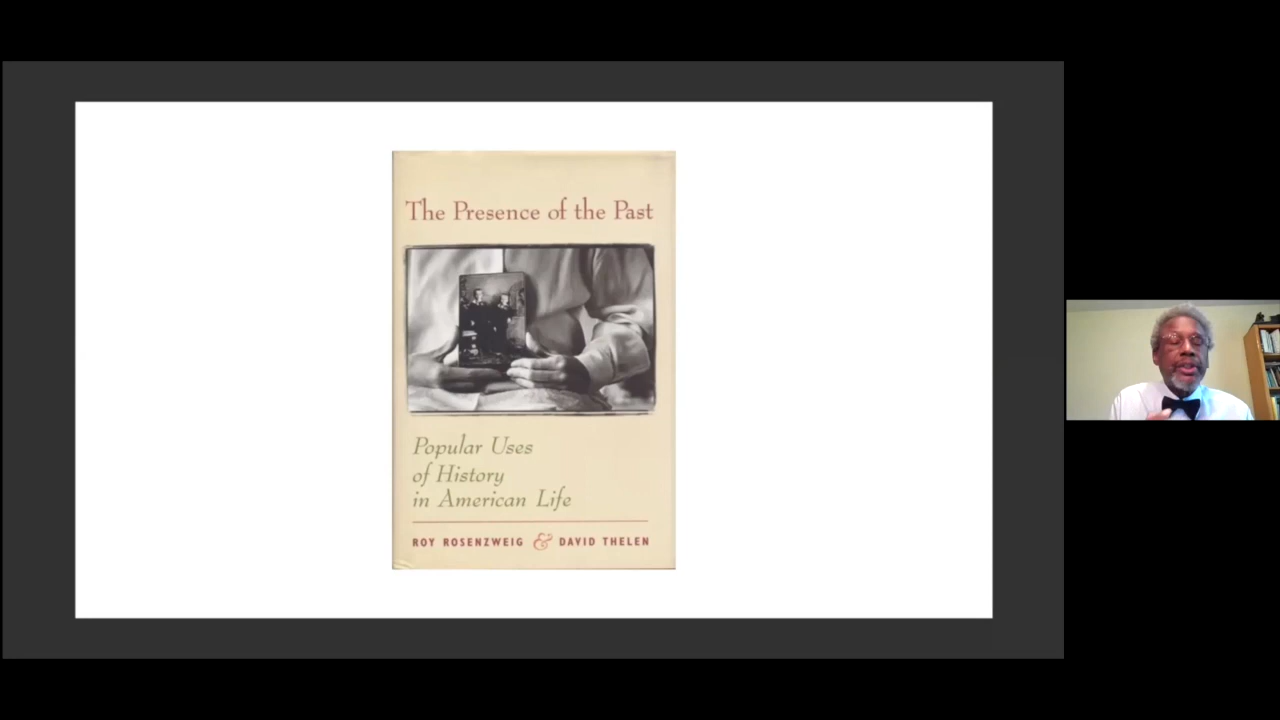 The Presence of the Past
Popular Uses
of History
in American Life
ROY ROSENZWEIG & DAVID THELEN